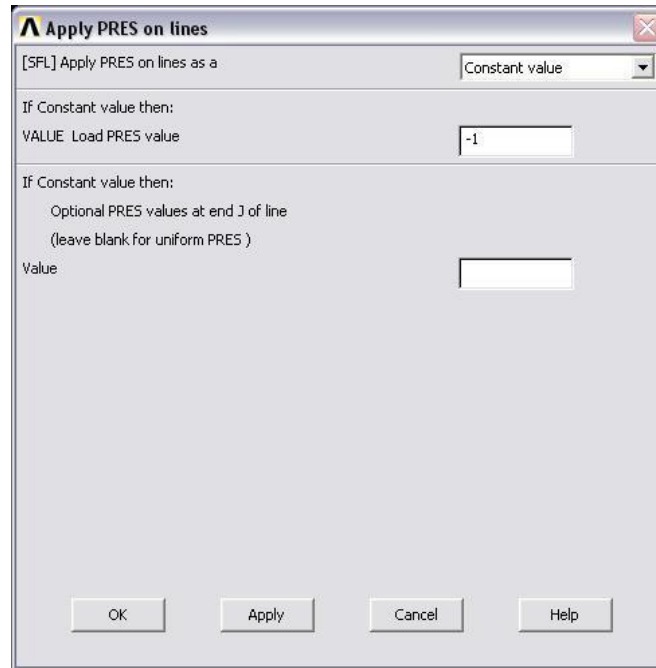 Apply PRES on lines
[SFL] Apply PRES on lines as a Constant value
If Constant value then:
VALUE Load PRES value -1
If Constant value then:
Optional PRES values at end J of line
(leave blank for uniform PRES )
Value
OK Apply Cancel Help